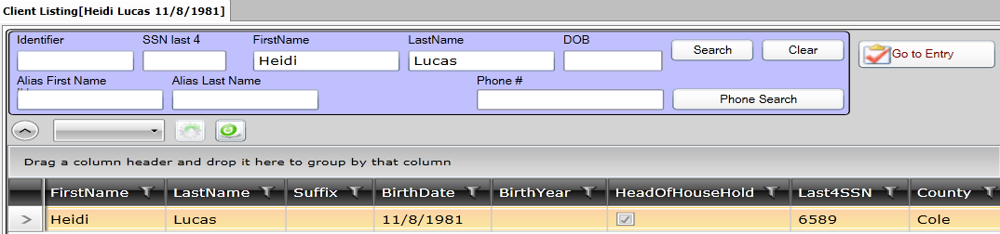 Client Listing[Heidi Lucas 11/8/1981]
Identifier SSN last 4 FirstName LastName DOB
Heidi Lucas Search Clear Go to Entry
Alias First Name Alias Last Name Phone #
Phone Search
Drag a column header and drop it here to group by that column
FirstName LastName Suffix BirthDate BirthYear HeadOfHouseHold Last4SSN County
Heidi Lucas 11/8/1981 6589 Cole